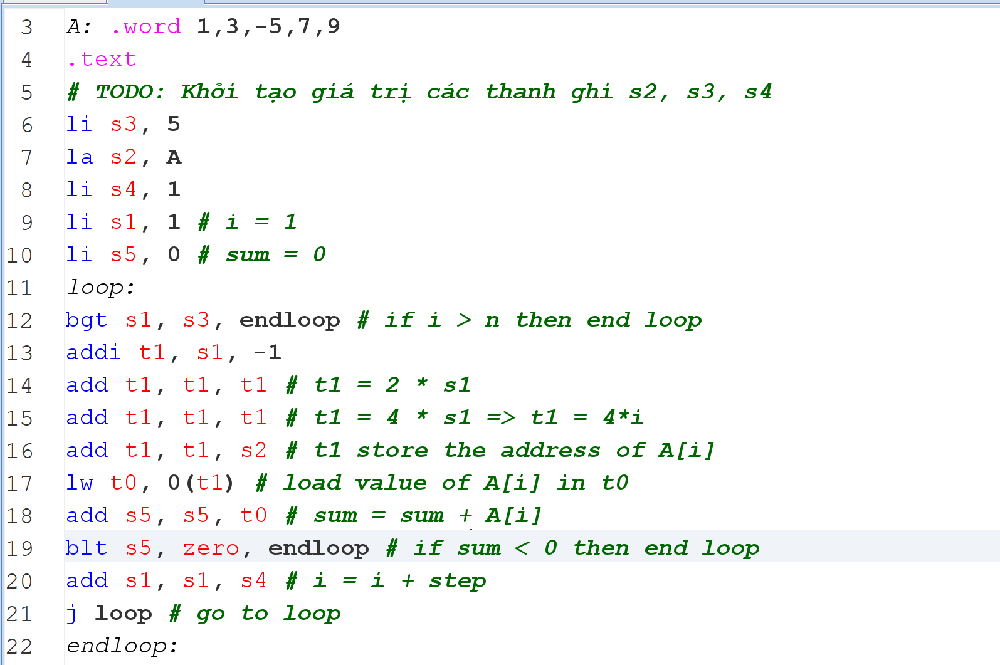 3 A: .word 1,3,-5,7,9
4 .text
5 # TODO: Khởi tạo giá trị các thanh ghi s2, s3, s4
6 li s3, 5
7 la s2, A
8 li s4, 1
9 li s1, 1 # i = 1
10 li s5, 0 # sum = 0
11 loop:
12 bgt s1, s3, endloop # if i > n then end loop
13 addi t1, s1, -1
14 add t1, t1, t1 # t1 = 2 * s1
15 add t1, t1, t1 # t1 = 4 * s1 => t1 = 4*i
16 add t1, t1, s2 # t1 store the address of A[i]
17 lw t0, 0(t1) # load value of A[i] in t0
18 add s5, s5, t0 # sum = sum + A[i]
19 blt s5, zero, endloop # if sum < 0 then end loop
20 add s1, s1, s4 # i = i + step
21 j loop # go to loop
22 endloop: